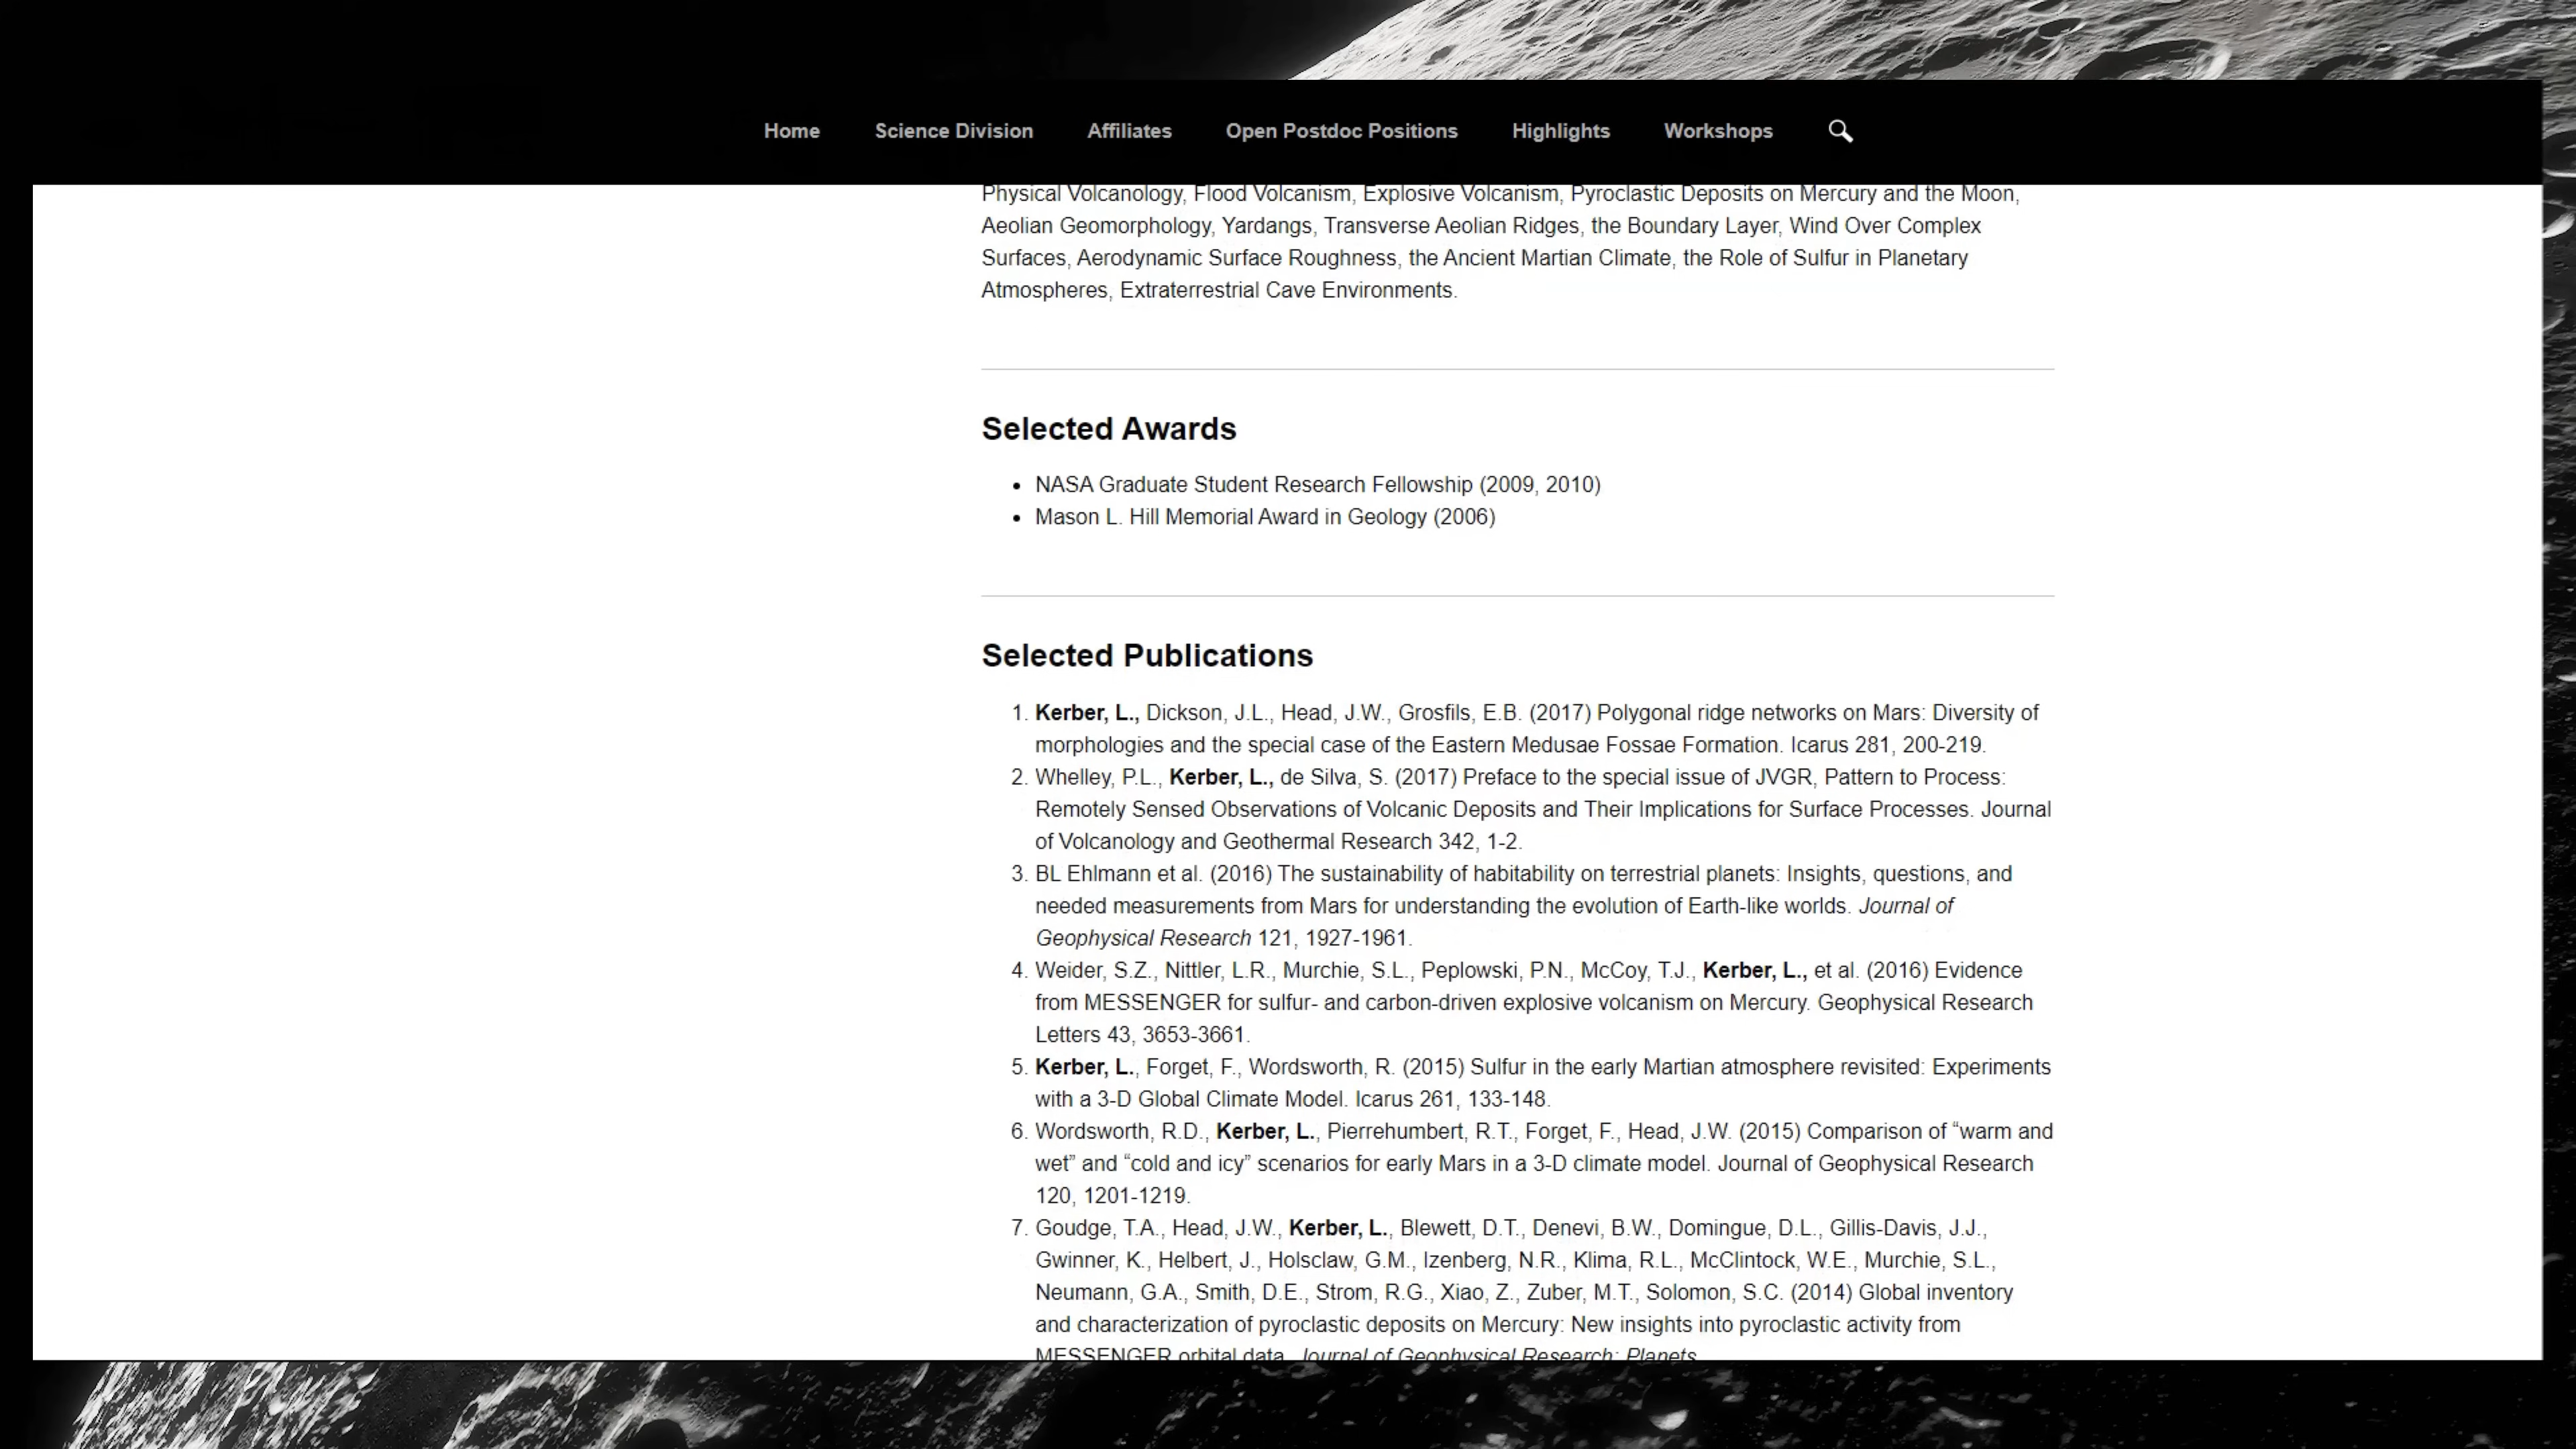 Home Science Division Affiliates Open Postdoc Positions Highlights Workshops
Physical Volcanology, Flood Volcanism, Explosive Volcanism, Pyroclastic Deposits on Mercury and the Moon,
Aeolian Geomorphology, Yardangs, Transverse Aeolian Ridges, the Boundary Layer, Wind Over Complex
Surfaces, Aerodynamic Surface Roughness, the Ancient Martian Climate, the Role of Sulfur in Planetary
Atmospheres, Extraterrestrial Cave Environments.
Selected Awards
• NASA Graduate Student Research Fellowship (2009, 2010)
• Mason L. Hill Memorial Award in Geology (2006)
Selected Publications
1. Kerber, L., Dickson, J.L., Head, J.W., Grosfils, E.B. (2017) Polygonal ridge networks on Mars: Diversity of
morphologies and the special case of the Eastern Medusae Fossae Formation. Icarus 281, 200-219.
2. Whelley, P.L., Kerber, L., de Silva, S. (2017) Preface to the special issue of JVGR, Pattern to Process:
Remotely Sensed Observations of Volcanic Deposits and Their Implications for Surface Processes. Journal
of Volcanology and Geothermal Research 342, 1-2.
3. BL Ehlmann et al. (2016) The sustainability of habitability on terrestrial planets: Insights, questions, and
needed measurements from Mars for understanding the evolution of Earth-like worlds. Journal of
Geophysical Research 121, 1927-1961.
4. Weider, S.Z., Nittler, L.R., Murchie, S.L., Peplowski, P.N., McCoy, T.J., Kerber, L., et al. (2016) Evidence
from MESSENGER for sulfur- and carbon-driven explosive volcanism on Mercury. Geophysical Research
Letters 43, 3653-3661.
5. Kerber, L., Forget, F., Wordsworth, R. (2015) Sulfur in the early Martian atmosphere revisited: Experiments
with a 3-D Global Climate Model. Icarus 261, 133-148.
6. Wordsworth, R.D., Kerber, L., Pierrehumbert, R.T., Forget, F., Head, J.W. (2015) Comparison of “warm and
wet” and “cold and icy” scenarios for early Mars in a 3-D climate model. Journal of Geophysical Research
120, 1201-1219.
7. Goudge, T.A., Head, J.W., Kerber, L., Blewett, D.T., Denevi, B.W., Domingue, D.L., Gillis-Davis, J.J.,
Gwinner, K., Helbert, J., Holsclaw, G.M., Izenberg, N.R., Klima, R.L., McClintock, W.E., Murchie, S.L.,
Neumann, G.A., Smith, D.E., Strom, R.G., Xiao, Z., Zuber, M.T., Solomon, S.C. (2014) Global inventory
and characterization of pyroclastic deposits on Mercury: New insights into pyroclastic activity from
MESSENGER orbital data. Journal of Geophysical Research: Planets